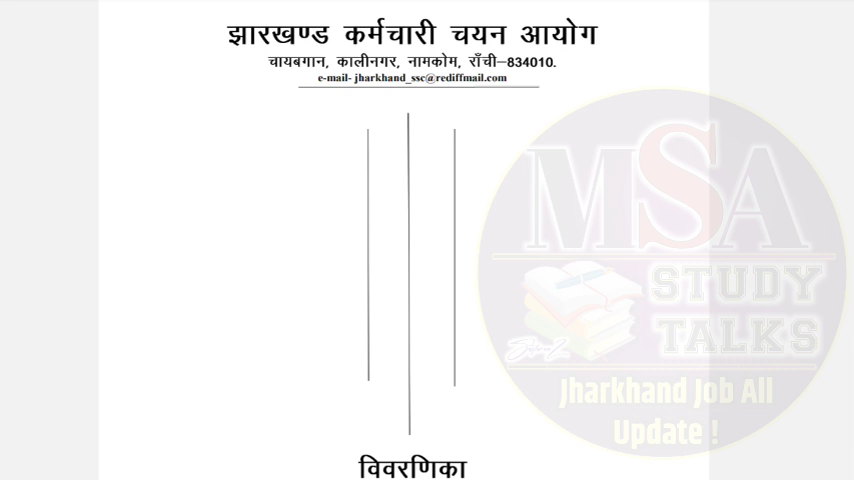 झारखण्ड कर्मचारी चयन आयोग
चायबगान, कालीनगर, नामकोम, राँची–834010.
e-mail- jharkhand_ssc@rediffmail.com
MSA
STUDY
TALKS
Jharkhand Job All
Update !
विवरणिका